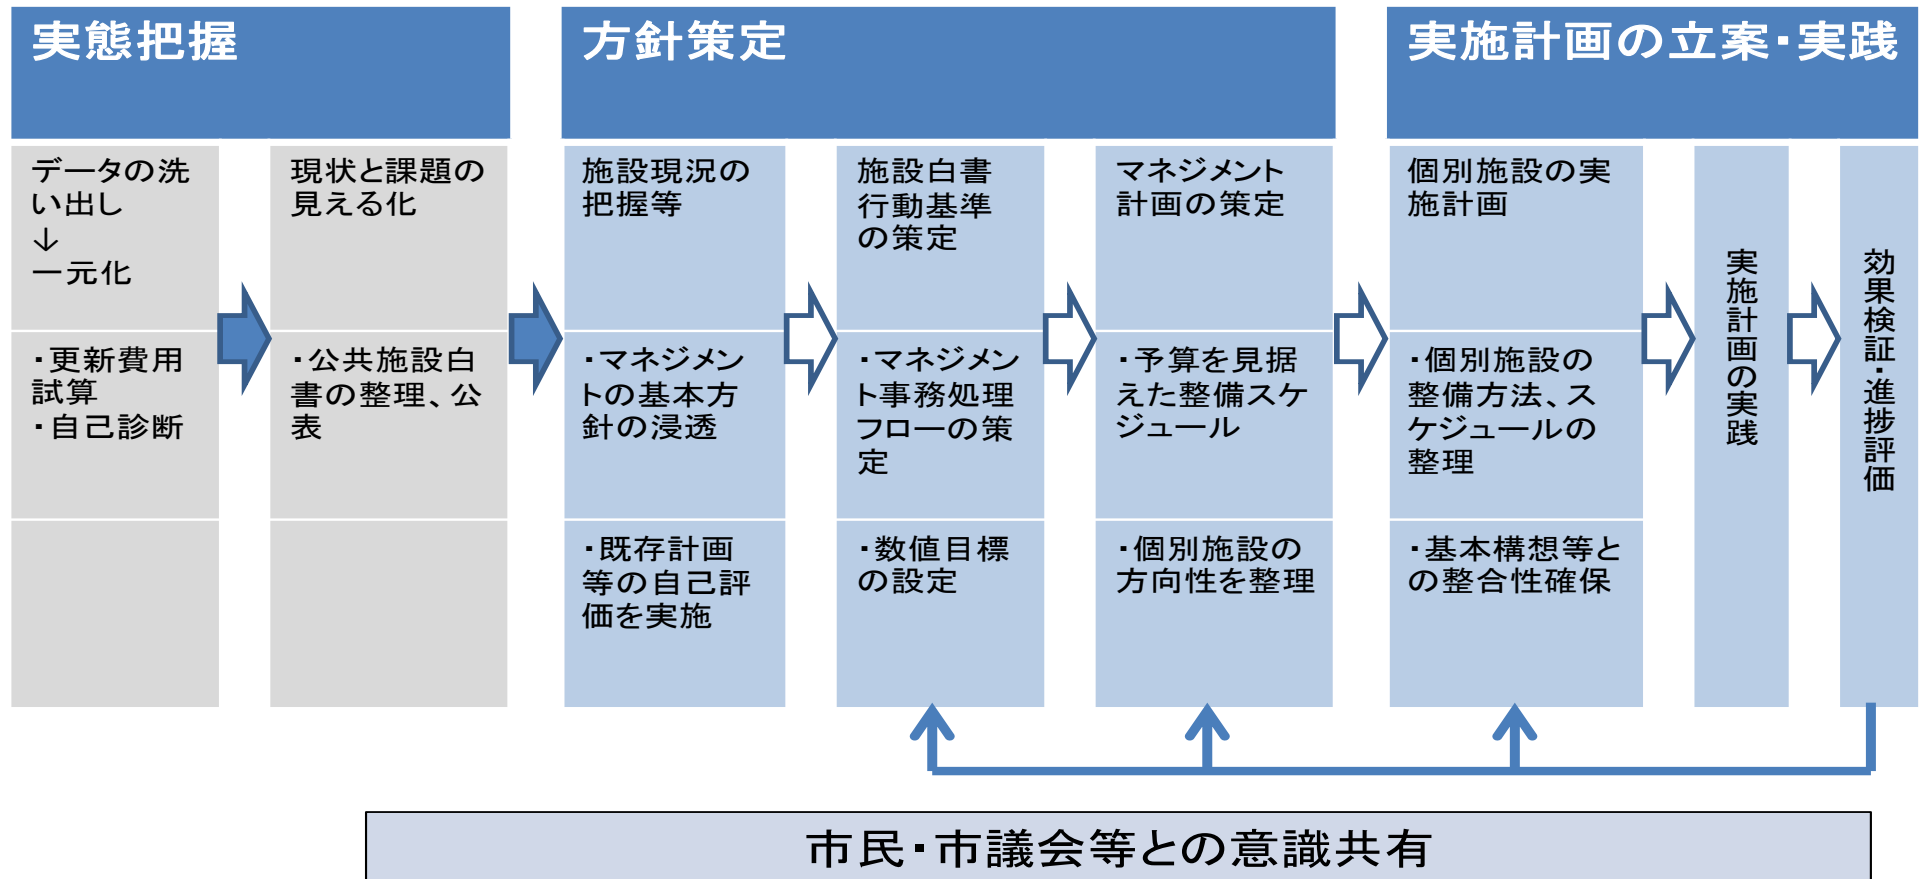 実態把握
方針策定
実施計画の立案・実践
データの洗
い出し
↓
一元化
現状と課題の
見える化
施設現況の
把握等
施設白書
行動基準
の策定
マネジメント
計画の策定
個別施設の実
施計画
実施計画の実践
効果検証・進捗評価
・更新費用
試算
・自己診断
・公共施設白
書の整理、公
表
・マネジメン
トの基本方
針の浸透
・マネジメン
ト事務処理
フローの策
定
・予算を見据
えた整備スケ
ジュール
・個別施設の
整備方法、ス
ケジュールの
整理
・既存計画
等の自己評
価を実施
・数値目標
の設定
・個別施設の
方向性を整理
・基本構想等と
の整合性確保
市民・市議会等との意識共有